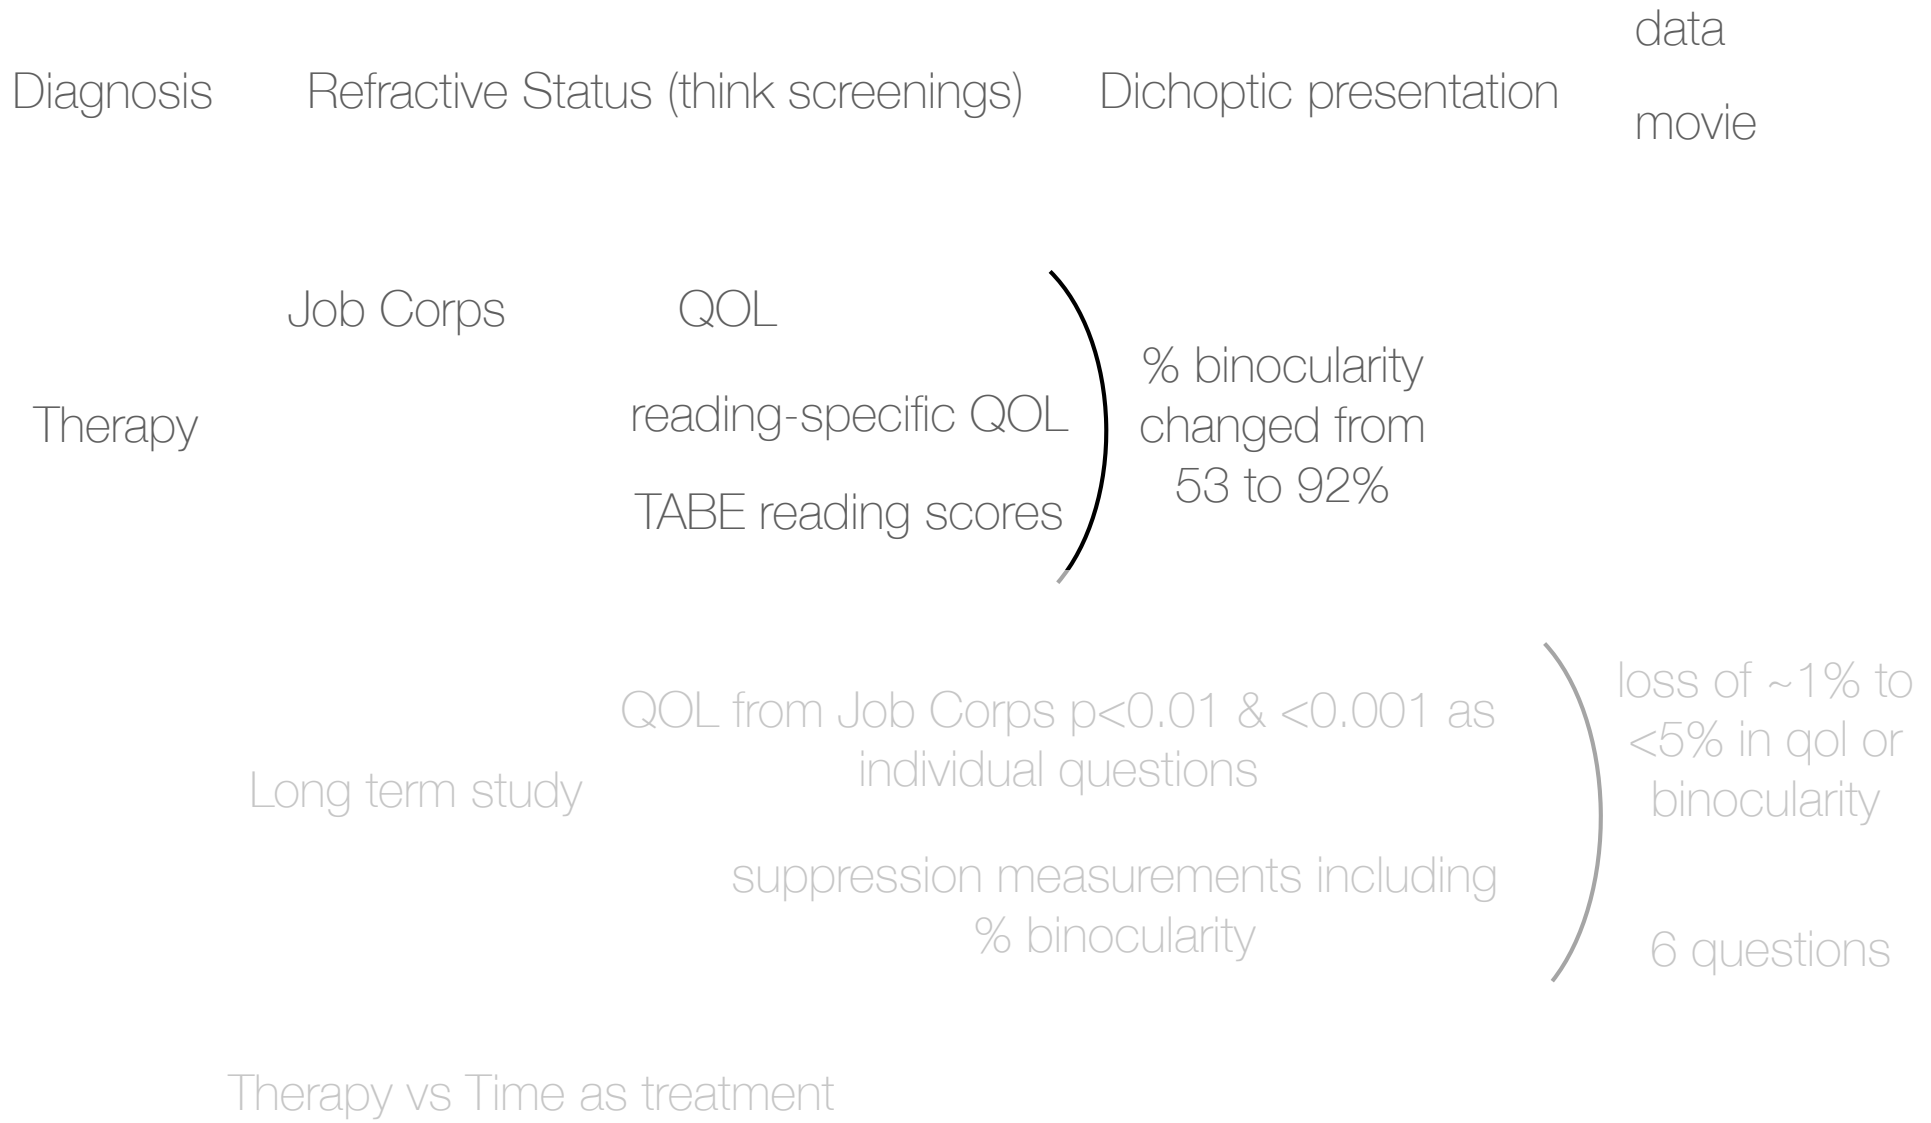 data
Diagnosis Refractive Status (think screenings) Dichoptic presentation
movie
Job Corps QOL
% binocularity
reading-specific QOL
Therapy changed from
53 to 92%
TABE reading scores
loss of ~1% to
QOL from Job Corps p<0.01 & <0.001 as
<5% in qol or
individual questions
Long term study
binocularity
suppression measurements including
% binocularity
6 questions
Therapy vs Time as treatment